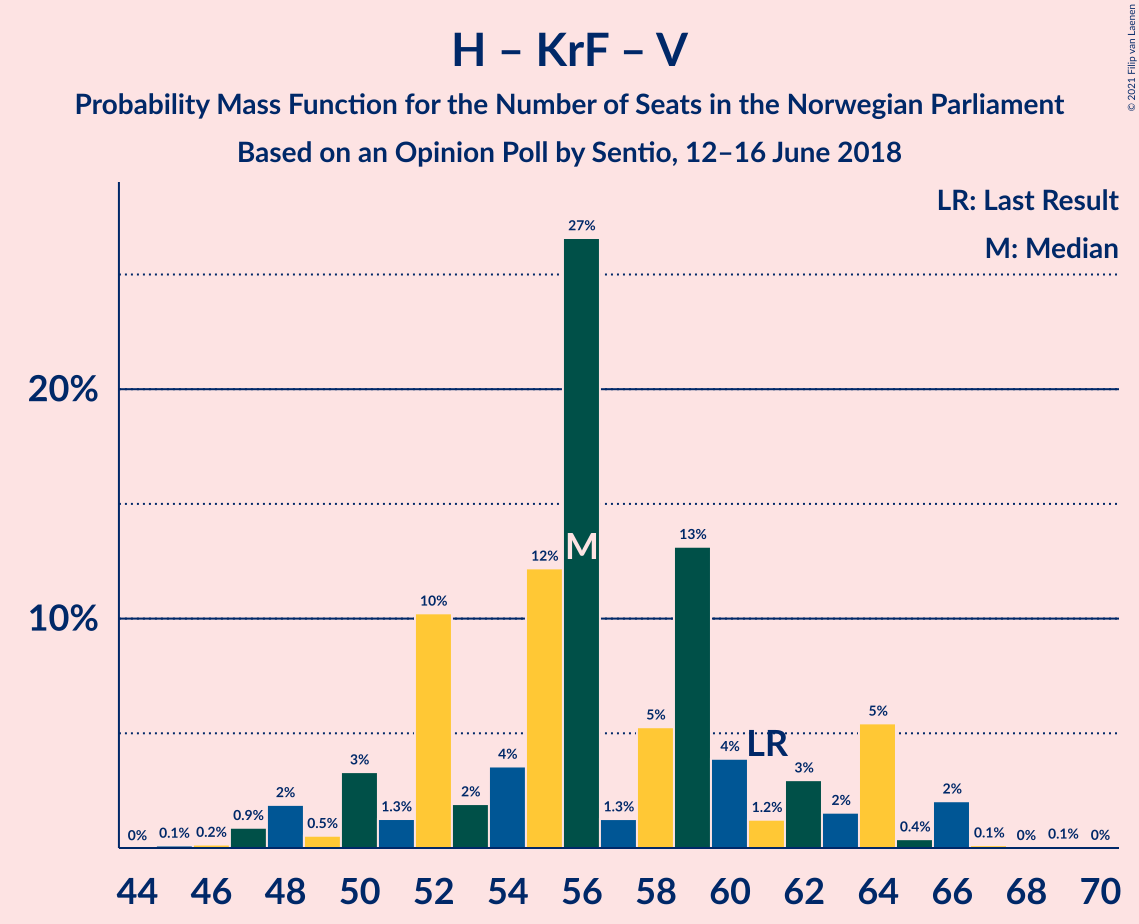 H – KrF – V
Probability Mass Function for the Number of Seats in the Norwegian Parliament
Based on an Opinion Poll by Sentio, 12–16 June 2018
© 2021 Filip van Laenen
LR: Last Result
M: Median
20%
10%
0% 0.1% 0.2% 0.9% 2% 0.5% 3% 1.3% 10% 2% 4% 12% 27% 1.3% 5% 13% 4% 1.2% 3% 2% 5% 0.4% 2% 0.1% 0% 0.1% 0%
M
LR
44 46 48 50 52 54 56 58 60 62 64 66 68 70